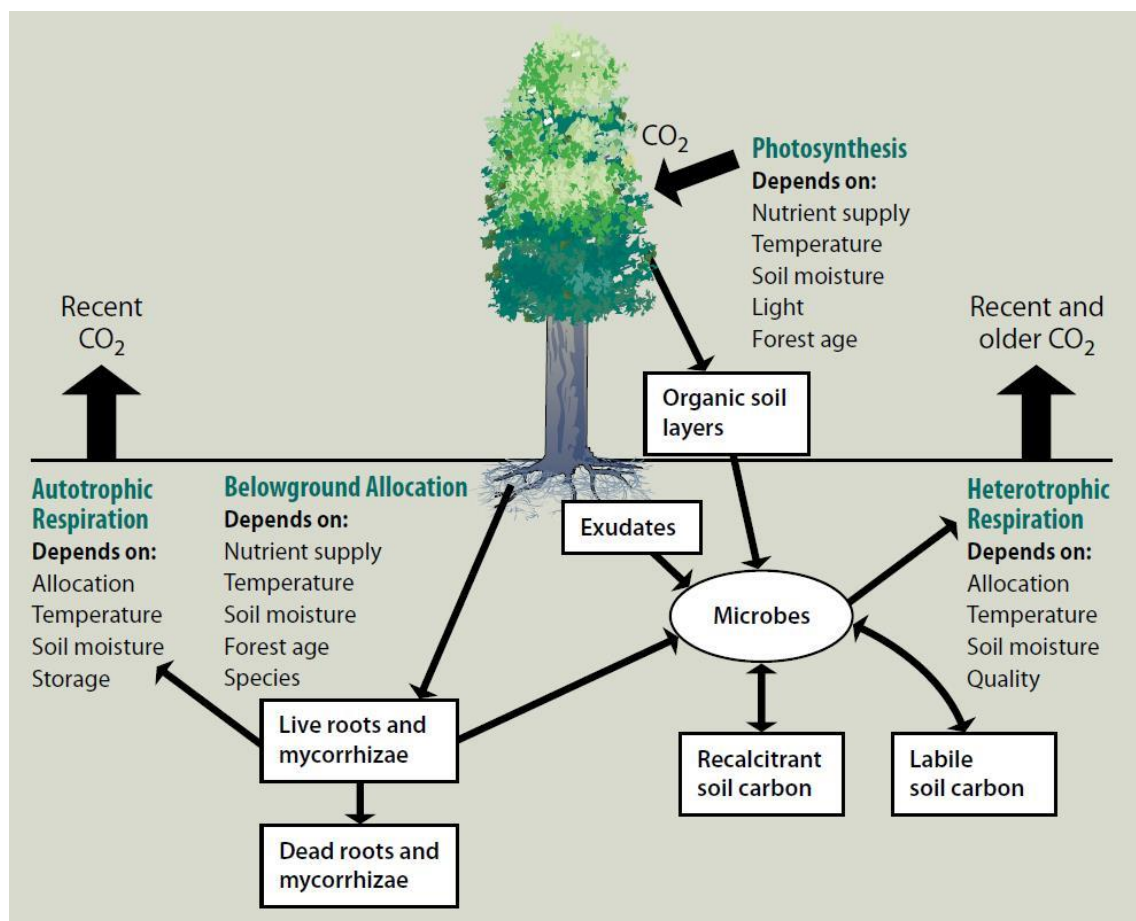 CO₂
Photosynthesis
Depends on:
Nutrient supply
Temperature
Soil moisture
Light
Forest age
Recent
CO₂
Recent and
older CO₂
Organic soil
layers
Autotrophic
Respiration
Depends on:
Allocation
Temperature
Soil moisture
Storage
Belowground Allocation
Depends on:
Nutrient supply
Temperature
Soil moisture
Forest age
Species
Exudates
Microbes
Heterotrophic
Respiration
Depends on:
Allocation
Temperature
Soil moisture
Quality
Live roots and
mycorrhizae
Recalcitrant
soil carbon
Labile
soil carbon
Dead roots and
mycorrhizae